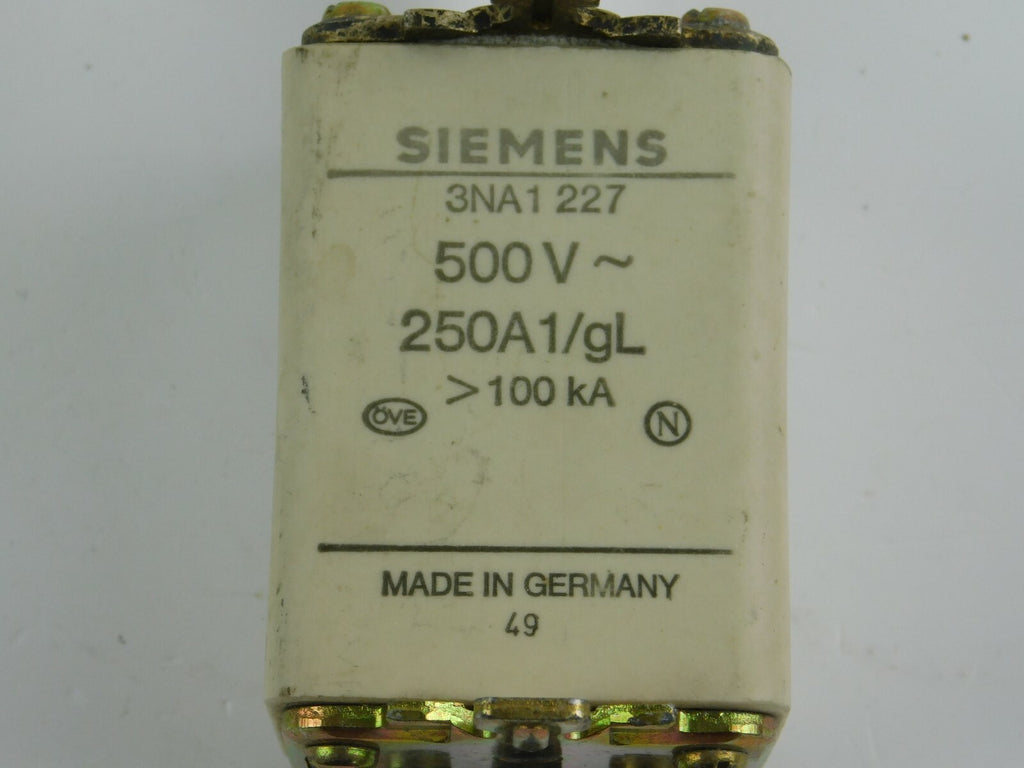 SIEMENS
3NA1 227
500 V ~
250A1/gL
>100 kA
ÖVE N
MADE IN GERMANY
49